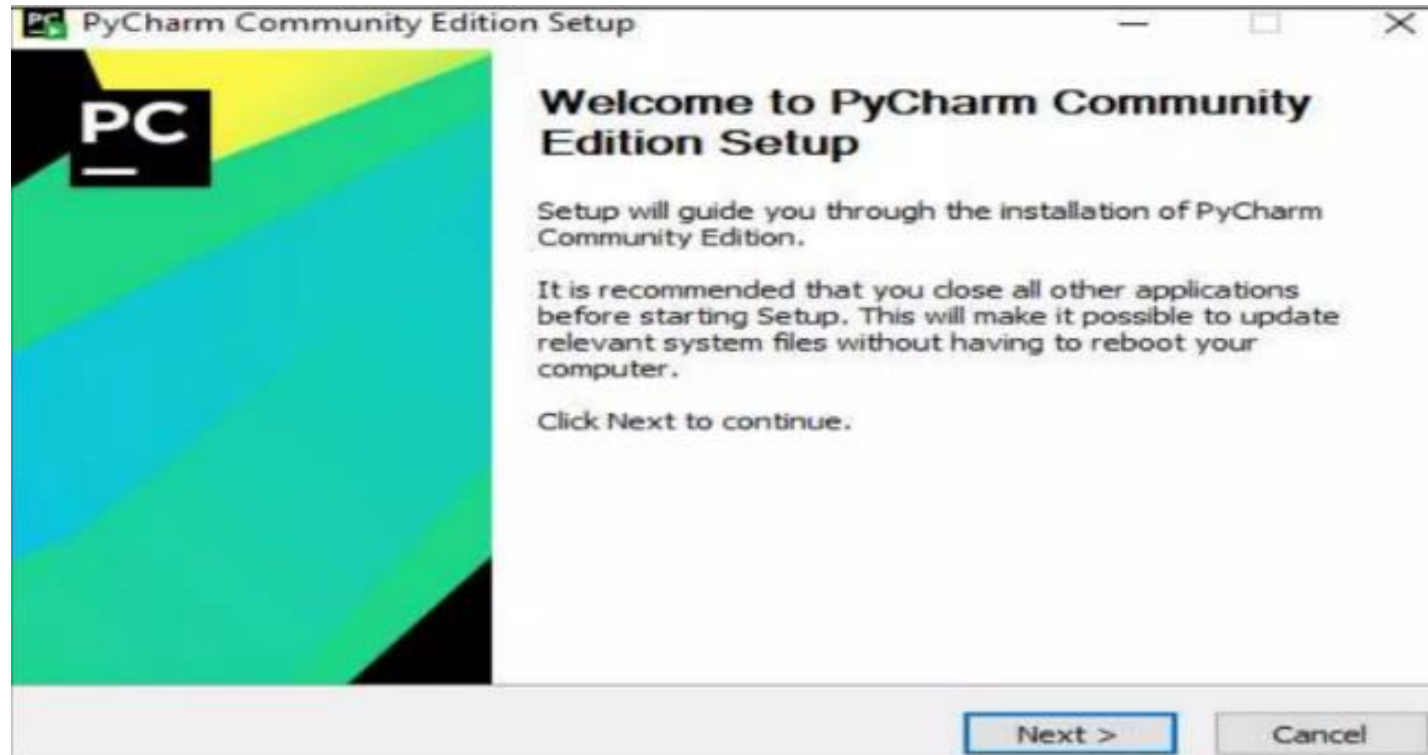 PC PyCharm Community Edition Setup
PC
Welcome to PyCharm Community
Edition Setup
Setup will guide you through the installation of PyCharm
Community Edition.
It is recommended that you close all other applications
before starting Setup. This will make it possible to update
relevant system files without having to reboot your
computer.
Click Next to continue.
Next > Cancel